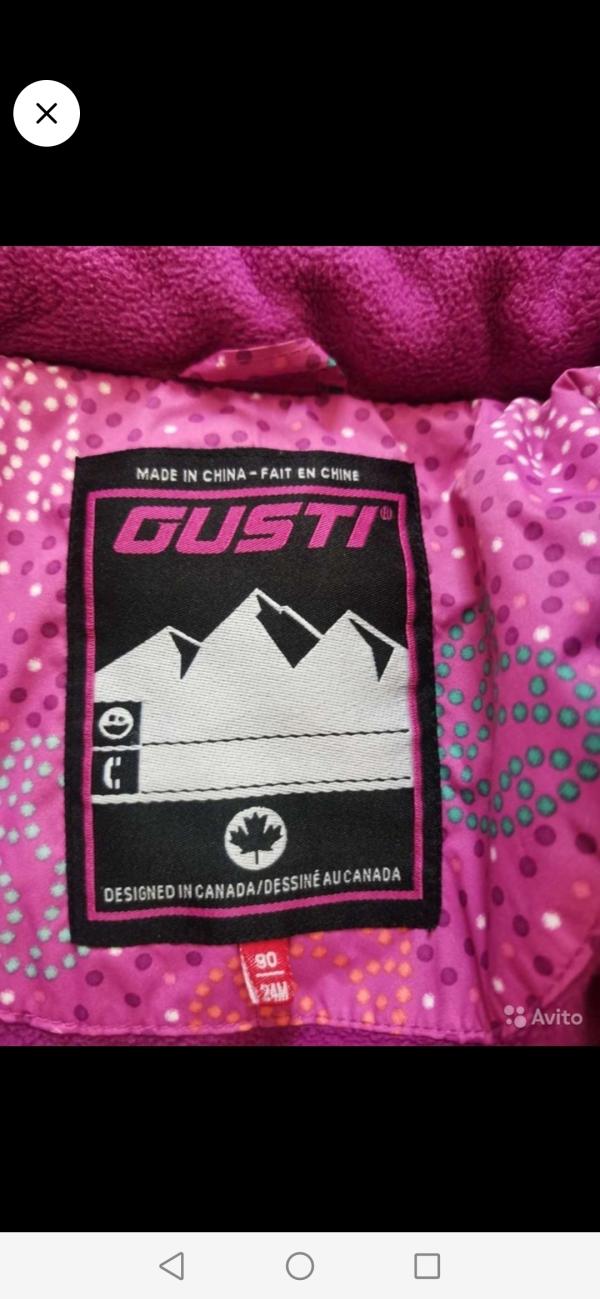 MADE IN CHINA - FAIT EN CHINE
GUSTI®
DESIGNED IN CANADA/DESSINÉ AU CANADA
90
24M
Avito